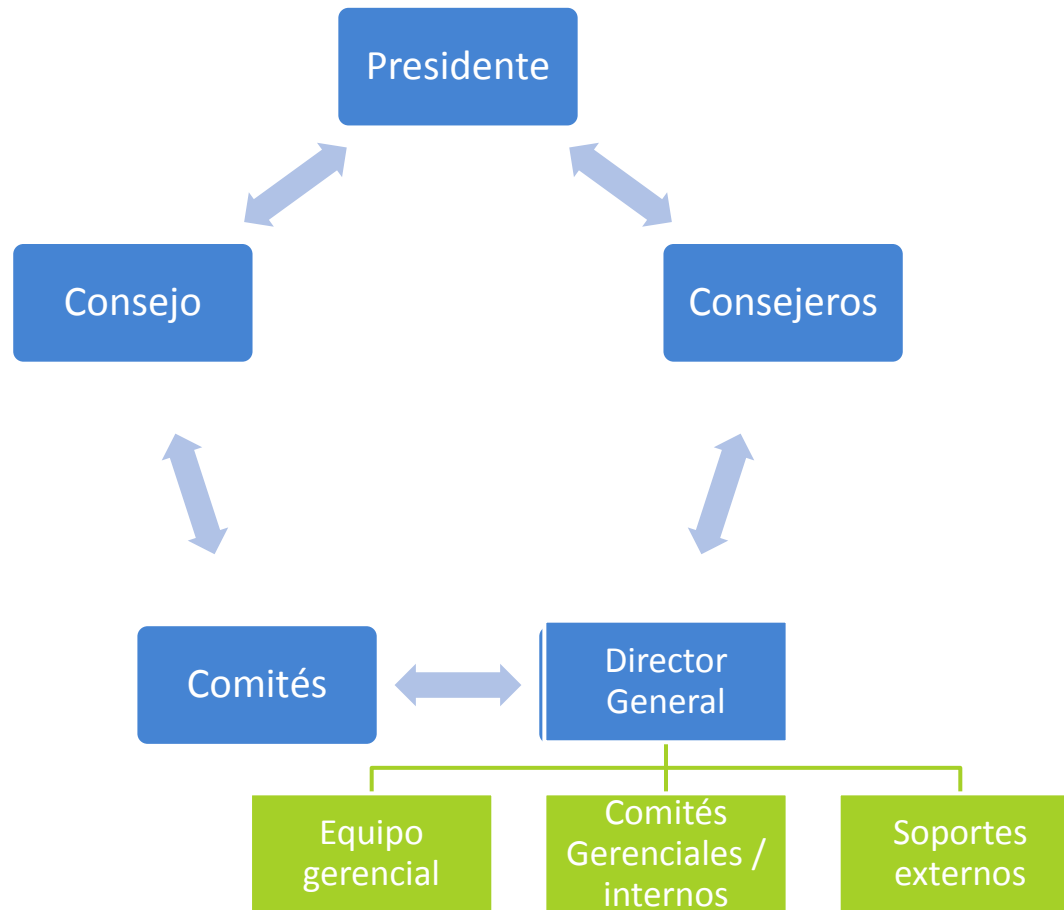 Presidente
Consejo
Consejeros
Comités
Director
General
Equipo
gerencial
Comités
Gerenciales /
internos
Soportes
externos